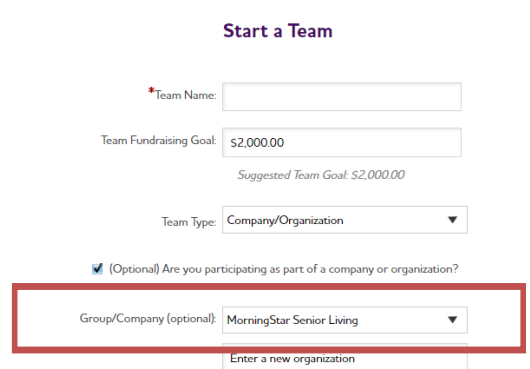 Start a Team
*Team Name:
Team Fundraising Goal: $2,000.00
Suggested Team Goal: $2,000.00
Team Type: Company/Organization
(Optional) Are you participating as part of a company or organization?
Group/Company (optional): MorningStar Senior Living
Enter a new organization